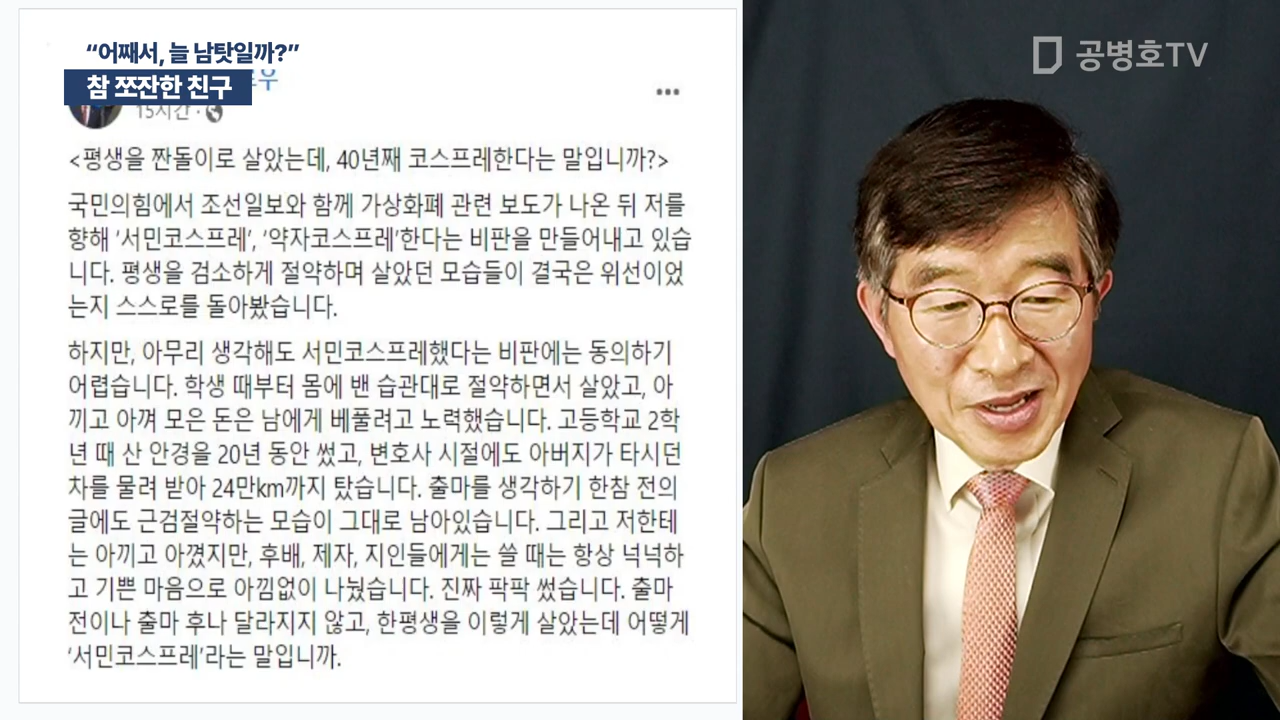 “어째서, 늘 남탓일까?”
참 쪼잔한 친구
15시간
공병호TV
<평생을 짠돌이로 살았는데, 40년째 코스프레한다는 말입니까?>
국민의힘에서 조선일보와 함께 가상화폐 관련 보도가 나온 뒤 저를
향해 ‘서민코스프레’, ‘약자코스프레’한다는 비판을 만들어내고 있습
니다. 평생을 검소하게 절약하며 살았던 모습들이 결국은 위선이었
는지 스스로를 돌아봤습니다.
하지만, 아무리 생각해도 서민코스프레했다는 비판에는 동의하기
어렵습니다. 학생 때부터 몸에 밴 습관대로 절약하면서 살았고, 아
끼고 아껴 모은 돈은 남에게 베풀려고 노력했습니다. 고등학교 2학
년 때 산 안경을 20년 동안 썼고, 변호사 시절에도 아버지가 타시던
차를 물려 받아 24만km까지 탔습니다. 출마를 생각하기 한참 전의
글에도 근검절약하는 모습이 그대로 남아있습니다. 그리고 저한테
는 아끼고 아꼈지만, 후배, 제자, 지인들에게는 쓸 때는 항상 넉넉하
고 기쁜 마음으로 아낌없이 나눴습니다. 진짜 팍팍 썼습니다. 출마
전이나 출마 후나 달라지지 않고, 한평생을 이렇게 살았는데 어떻게
‘서민코스프레’라는 말입니까.